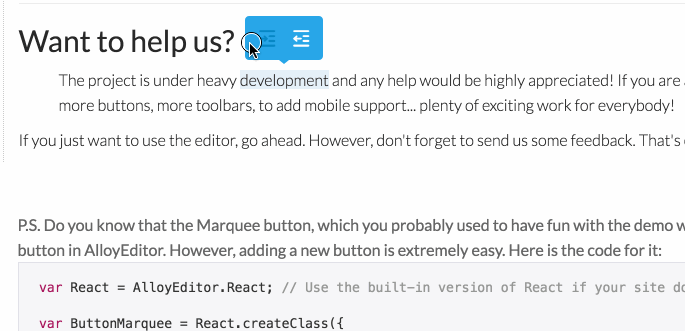 Want to help us?
The project is under heavy development and any help would be highly appreciated! If you are
more buttons, more toolbars, to add mobile support... plenty of exciting work for everybody!
If you just want to use the editor, go ahead. However, don't forget to send us some feedback. That's
P.S. Do you know that the Marquee button, which you probably used to have fun with the demo
button in AlloyEditor. However, adding a new button is extremely easy. Here is the code for it:
var React = AlloyEditor.React; // Use the built-in version of React if your site
var ButtonMarquee = React.createClass({